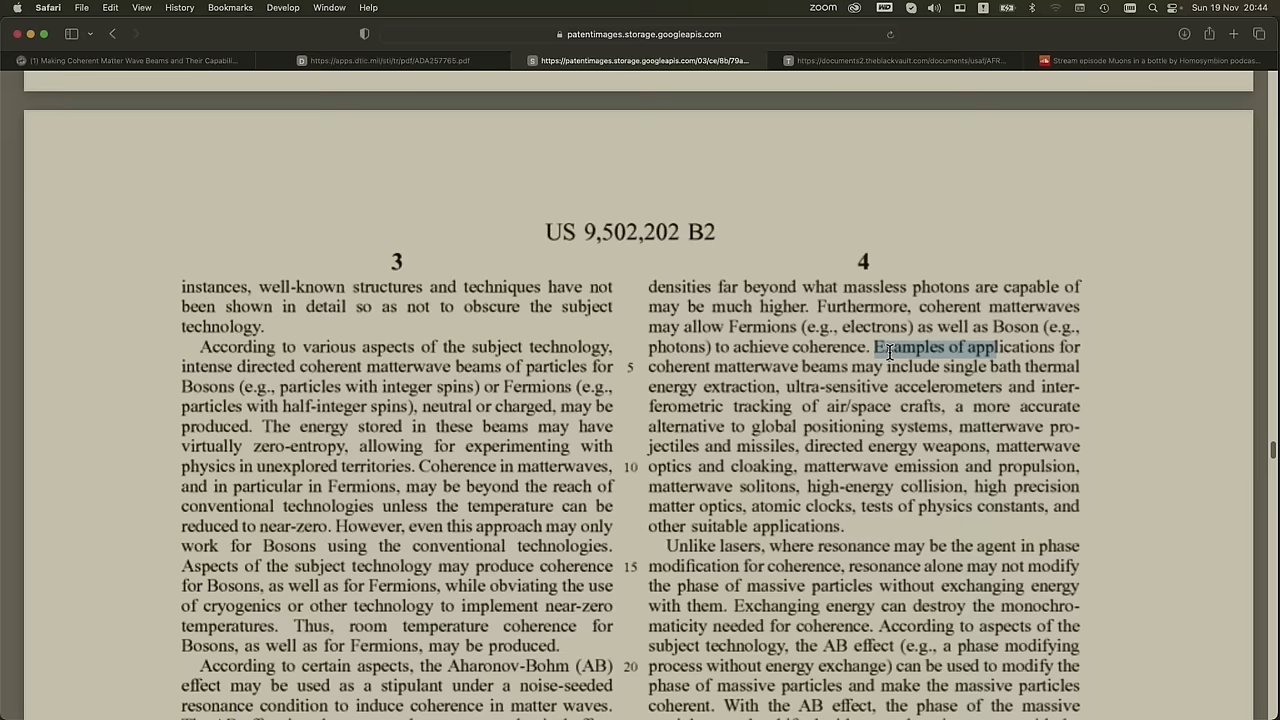 Safari File Edit View History Bookmarks Develop Window Help
zoom
Sun 19 Nov 20:44
patentimages.storage.googleapis.com
(1) Making Coherent Matter Wave Beams and Their Capabili...
https://apps.dtic.mil/sti/tr/pdf/ADA257765.pdf
https://patentimages.storage.googleapis.com/03/ce/8b/79a...
https://documents2.theblackvault.com/documents/usaf/AFR...
Stream episode Muons in a bottle by Homosymbion podcas...
US 9,502,202 B2
3
instances, well-known structures and techniques have not
been shown in detail so as not to obscure the subject
technology.
According to various aspects of the subject technology,
intense directed coherent matterwave beams of particles for
Bosons (e.g., particles with integer spins) or Fermions (e.g.,
particles with half-integer spins), neutral or charged, may be
produced. The energy stored in these beams may have
virtually zero-entropy, allowing for experimenting with
physics in unexplored territories. Coherence in matterwaves,
and in particular in Fermions, may be beyond the reach of
conventional technologies unless the temperature can be
reduced to near-zero. However, even this approach may only
work for Bosons using the conventional technologies.
Aspects of the subject technology may produce coherence
for Bosons, as well as for Fermions, while obviating the use
of cryogenics or other technology to implement near-zero
temperatures. Thus, room temperature coherence for
Bosons, as well as for Fermions, may be produced.
According to certain aspects, the Aharonov-Bohm (AB)
effect may be used as a stipulant under a noise-seeded
resonance condition to induce coherence in matter waves.
5
10
15
20
4
densities far beyond what massless photons are capable of
may be much higher. Furthermore, coherent matterwaves
may allow Fermions (e.g., electrons) as well as Boson (e.g.,
photons) to achieve coherence. Examples of applications for
coherent matterwave beams may include single bath thermal
energy extraction, ultra-sensitive accelerometers and inter-
ferometric tracking of air/space crafts, a more accurate
alternative to global positioning systems, matterwave pro-
jectiles and missiles, directed energy weapons, matterwave
optics and cloaking, matterwave emission and propulsion,
matterwave solitons, high-energy collision, high precision
matter optics, atomic clocks, tests of physics constants, and
other suitable applications.
Unlike lasers, where resonance may be the agent in phase
modification for coherence, resonance alone may not modify
the phase of massive particles without exchanging energy
with them. Exchanging energy can destroy the monochro-
maticity needed for coherence. According to aspects of the
subject technology, the AB effect (e.g., a phase modifying
process without energy exchange) can be used to modify the
phase of massive particles and make the massive particles
coherent. With the AB effect, the phase of the massive